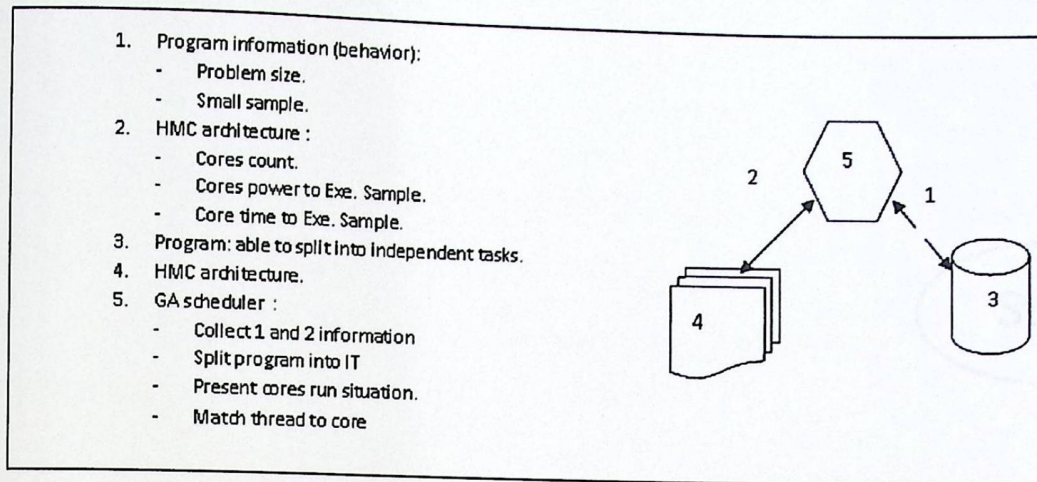 1. Program information (behavior):
- Problem size.
- Small sample.
2. HMC architecture :
- Cores count.
- Cores power to Exe. Sample.
- Core time to Exe. Sample.
3. Program: able to split into independent tasks.
4. HMC architecture.
5. GA scheduler :
- Collect 1 and 2 information
- Split program into IT
- Present cores run situation.
- Match thread to core
5
2
1
4
3